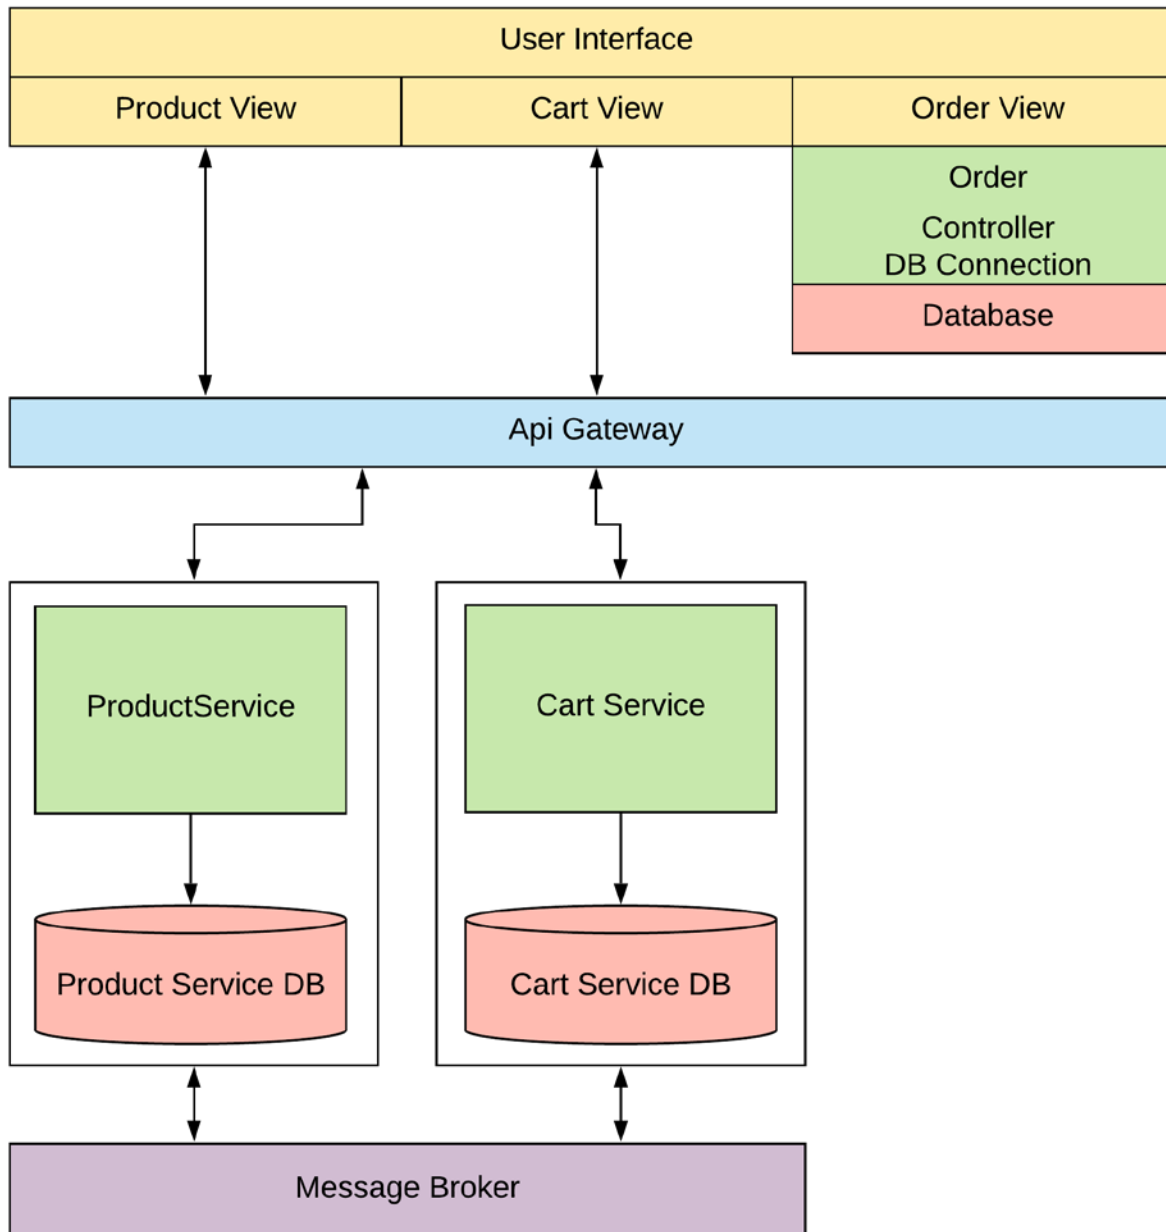 User Interface
Product View
Cart View
Order View
Order
Controller
DB Connection
Database
Api Gateway
ProductService
Cart Service
Product Service DB
Cart Service DB
Message Broker